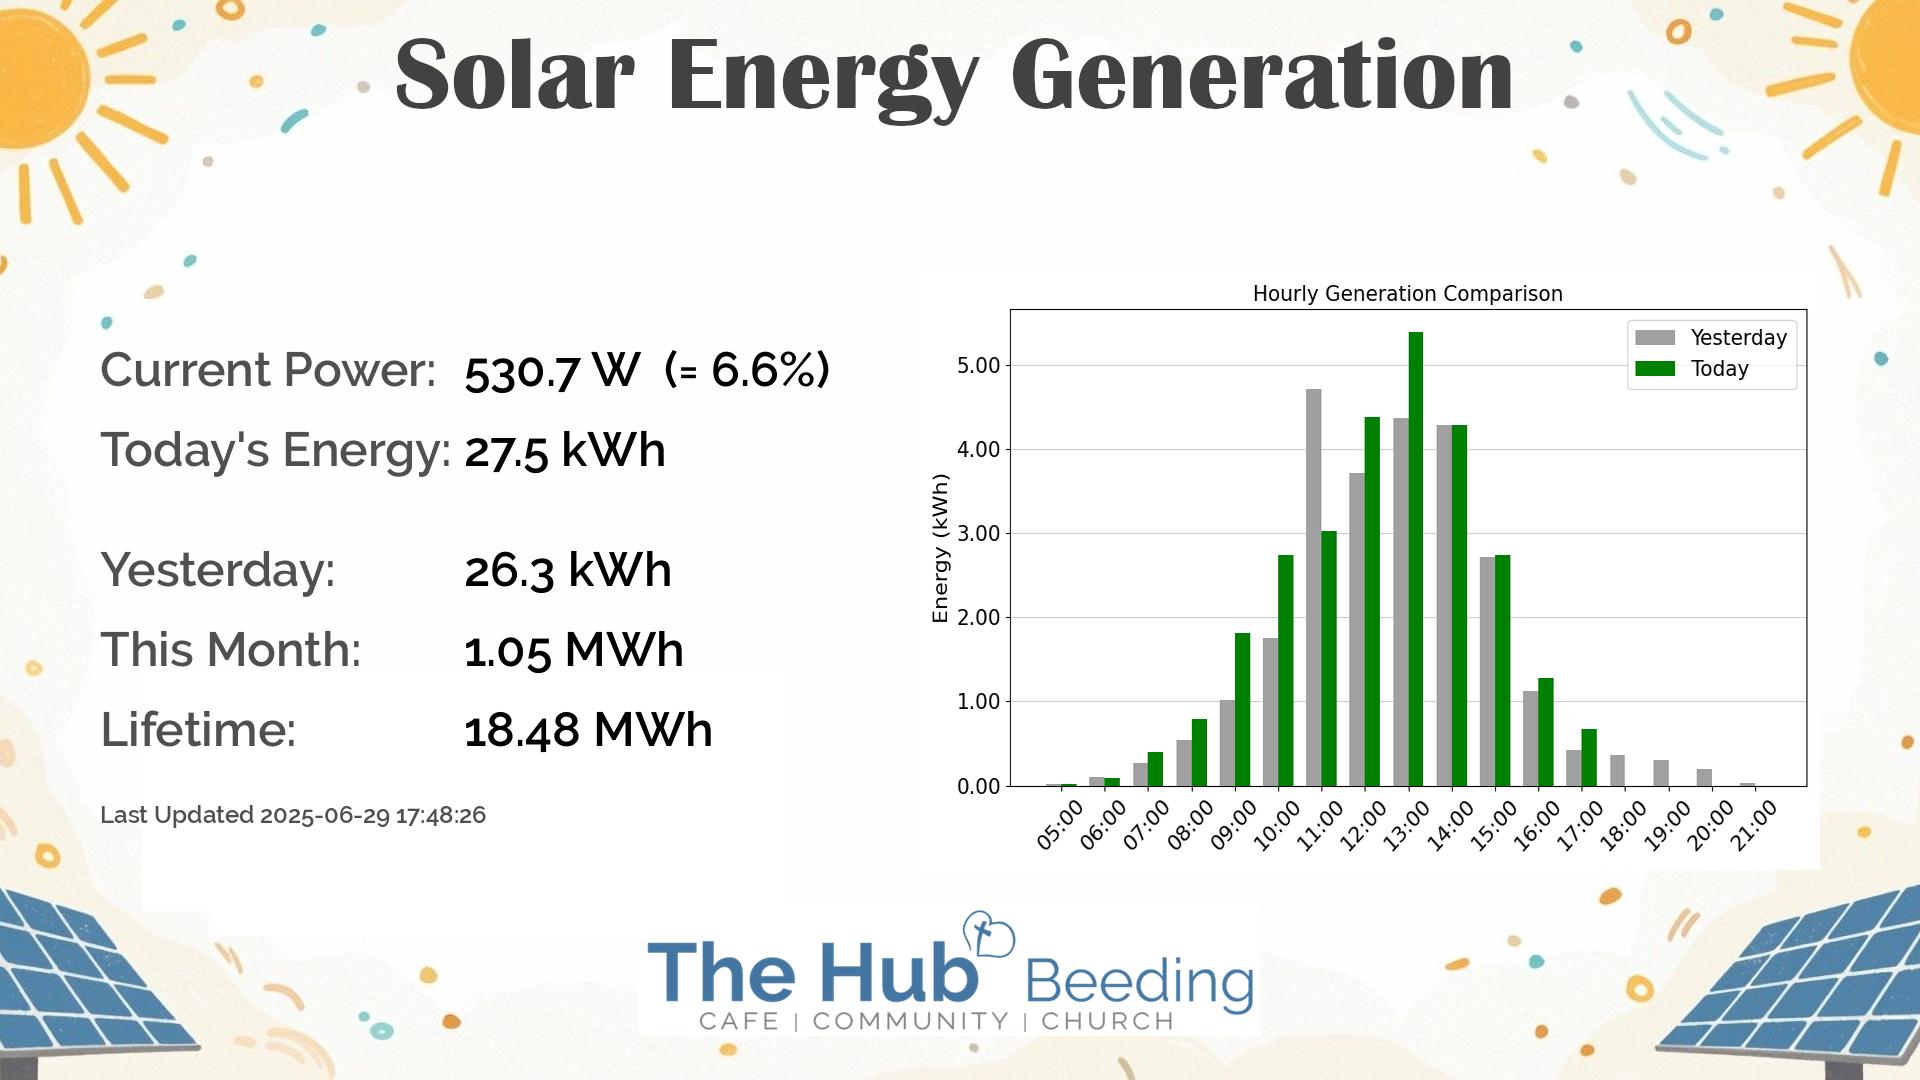 Solar Energy Generation
Current Power: 530.7 W (= 6.6%)
Today's Energy: 27.5 kWh
Yesterday: 26.3 kWh
This Month: 1.05 MWh
Lifetime: 18.48 MWh
Last Updated 2025-06-29 17:48:26
Hourly Generation Comparison
Yesterday
Today
Energy (kWh)
5.00
4.00
3.00
2.00
1.00
0.00
05:00 06:00 07:00 08:00 09:00 10:00 11:00 12:00 13:00 14:00 15:00 16:00 17:00 18:00 19:00 20:00 21:00
The Hub Beeding
CAFE | COMMUNITY | CHURCH